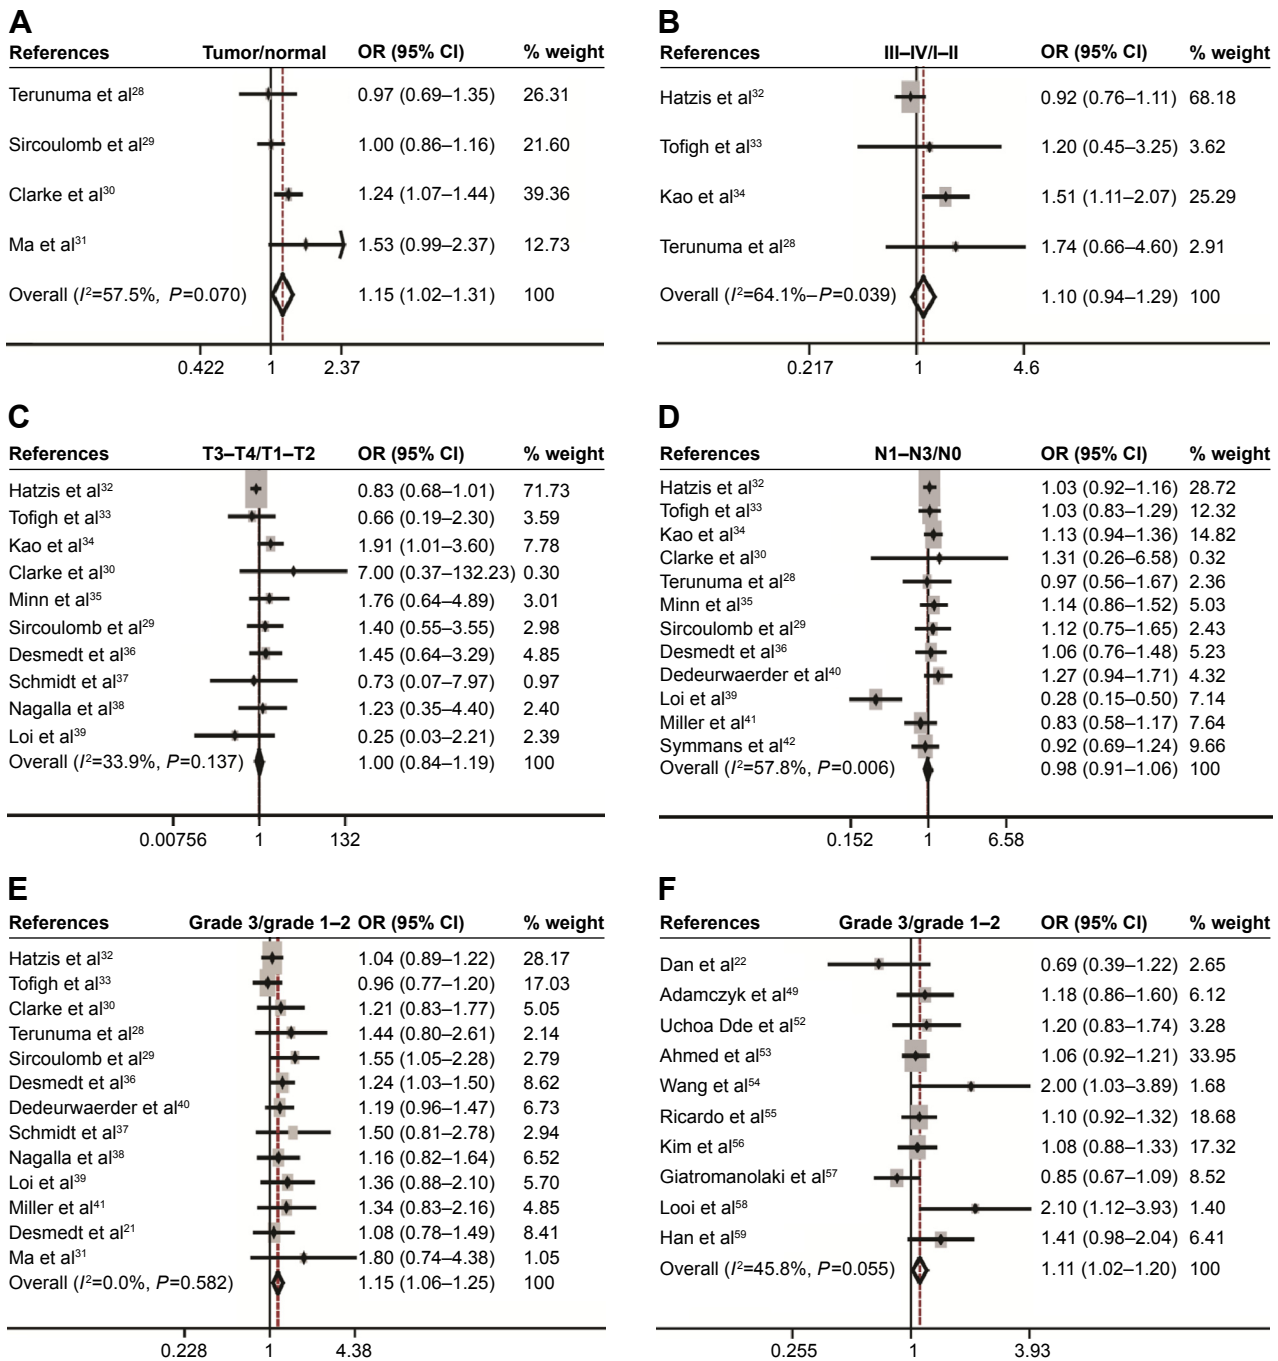 A
References Tumor/normal OR (95% CI) % weight
Terunuma et al28 0.97 (0.69–1.35) 26.31
Sircoulomb et al29 1.00 (0.86–1.16) 21.60
Clarke et al30 1.24 (1.07–1.44) 39.36
Ma et al31 1.53 (0.99–2.37) 12.73
Overall (I2=57.5%, P=0.070) 1.15 (1.02–1.31) 100
0.422 1 2.37
B
References III–IV/I–II OR (95% CI) % weight
Hatzis et al32 0.92 (0.76–1.11) 68.18
Tofigh et al33 1.20 (0.45–3.25) 3.62
Kao et al34 1.51 (1.11–2.07) 25.29
Terunuma et al28 1.74 (0.66–4.60) 2.91
Overall (I2=64.1%–P=0.039) 1.10 (0.94–1.29) 100
0.217 1 4.6
C
References T3–T4/T1–T2 OR (95% CI) % weight
Hatzis et al32 0.83 (0.68–1.01) 71.73
Tofigh et al33 0.66 (0.19–2.30) 3.59
Kao et al34 1.91 (1.01–3.60) 7.78
Clarke et al30 7.00 (0.37–132.23) 0.30
Minn et al35 1.76 (0.64–4.89) 3.01
Sircoulomb et al29 1.40 (0.55–3.55) 2.98
Desmedt et al36 1.45 (0.64–3.29) 4.85
Schmidt et al37 0.73 (0.07–7.97) 0.97
Nagalla et al38 1.23 (0.35–4.40) 2.40
Loi et al39 0.25 (0.03–2.21) 2.39
Overall (I2=33.9%, P=0.137) 1.00 (0.84–1.19) 100
0.00756 1 132
D
References N1–N3/N0 OR (95% CI) % weight
Hatzis et al32 1.03 (0.92–1.16) 28.72
Tofigh et al33 1.03 (0.83–1.29) 12.32
Kao et al34 1.13 (0.94–1.36) 14.82
Clarke et al30 1.31 (0.26–6.58) 0.32
Terunuma et al28 0.97 (0.56–1.67) 2.36
Minn et al35 1.14 (0.86–1.52) 5.03
Sircoulomb et al29 1.12 (0.75–1.65) 2.43
Desmedt et al36 1.06 (0.76–1.48) 5.23
Dedeurwaerder et al40 1.27 (0.94–1.71) 4.32
Loi et al39 0.28 (0.15–0.50) 7.14
Miller et al41 0.83 (0.58–1.17) 7.64
Symmans et al42 0.92 (0.69–1.24) 9.66
Overall (I2=57.8%, P=0.006) 0.98 (0.91–1.06) 100
0.152 1 6.58
E
References Grade 3/grade 1–2 OR (95% CI) % weight
Hatzis et al32 1.04 (0.89–1.22) 28.17
Tofigh et al33 0.96 (0.77–1.20) 17.03
Clarke et al30 1.21 (0.83–1.77) 5.05
Terunuma et al28 1.44 (0.80–2.61) 2.14
Sircoulomb et al29 1.55 (1.05–2.28) 2.79
Desmedt et al36 1.24 (1.03–1.50) 8.62
Dedeurwaerder et al40 1.19 (0.96–1.47) 6.73
Schmidt et al37 1.50 (0.81–2.78) 2.94
Nagalla et al38 1.16 (0.82–1.64) 6.52
Loi et al39 1.36 (0.88–2.10) 5.70
Miller et al41 1.34 (0.83–2.16) 4.85
Desmedt et al21 1.08 (0.78–1.49) 8.41
Ma et al31 1.80 (0.74–4.38) 1.05
Overall (I2=0.0%, P=0.582) 1.15 (1.06–1.25) 100
0.228 1 4.38
F
References Grade 3/grade 1–2 OR (95% CI) % weight
Dan et al22 0.69 (0.39–1.22) 2.65
Adamczyk et al49 1.18 (0.86–1.60) 6.12
Uchoa Dde et al52 1.20 (0.83–1.74) 3.28
Ahmed et al53 1.06 (0.92–1.21) 33.95
Wang et al54 2.00 (1.03–3.89) 1.68
Ricardo et al55 1.10 (0.92–1.32) 18.68
Kim et al56 1.08 (0.88–1.33) 17.32
Giatromanolaki et al57 0.85 (0.67–1.09) 8.52
Looi et al58 2.10 (1.12–3.93) 1.40
Han et al59 1.41 (0.98–2.04) 6.41
Overall (I2=45.8%, P=0.055) 1.11 (1.02–1.20) 100
0.255 1 3.93